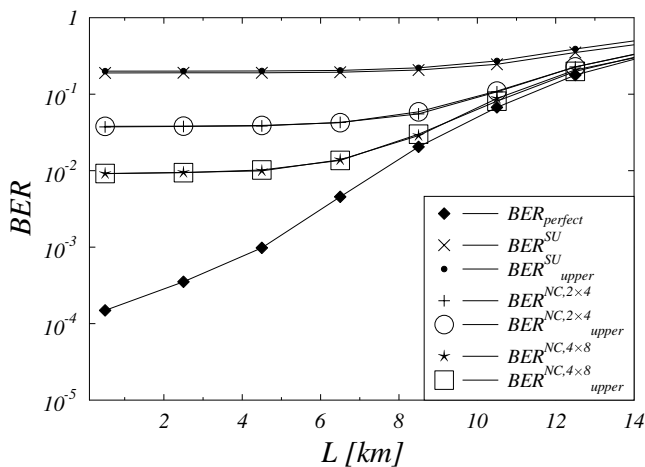 1
10^-1
10^-2
10^-3
10^-4
10^-5
BER
2 4 6 8 10 12 14
L [km]
BER_perfect
BER^SU
BER^SU_upper
BER^NC,2×4
BER^NC,2×4_upper
BER^NC,4×8
BER^NC,4×8_upper